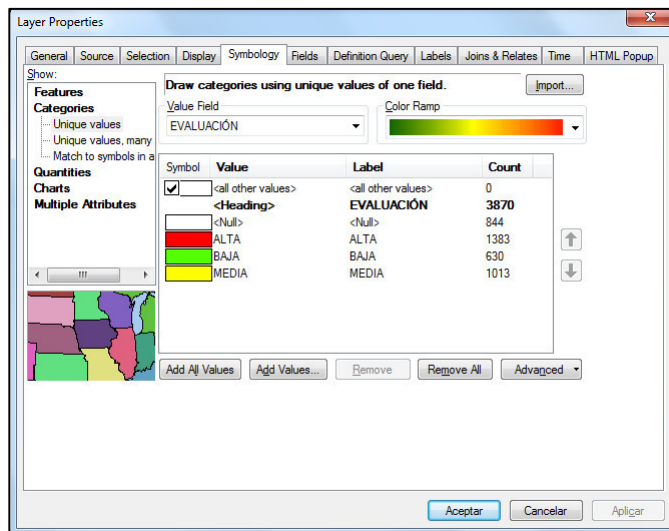 Layer Properties
General Source Selection Display Symbology Fields Definition Query Labels Joins & Relates Time HTML Popup
Show:
Features
Categories
Unique values
Unique values, many
Match to symbols in a
Quantities
Charts
Multiple Attributes
Draw categories using unique values of one field.
Import...
Value Field
EVALUACIÓN
Color Ramp
Symbol Value Label Count
<all other values> <all other values> 0
<Heading> EVALUACIÓN 3870
<Null> <Null> 844
ALTA ALTA 1383
BAJA BAJA 630
MEDIA MEDIA 1013
Add All Values Add Values... Remove Remove All Advanced
Aceptar Cancelar Aplicar